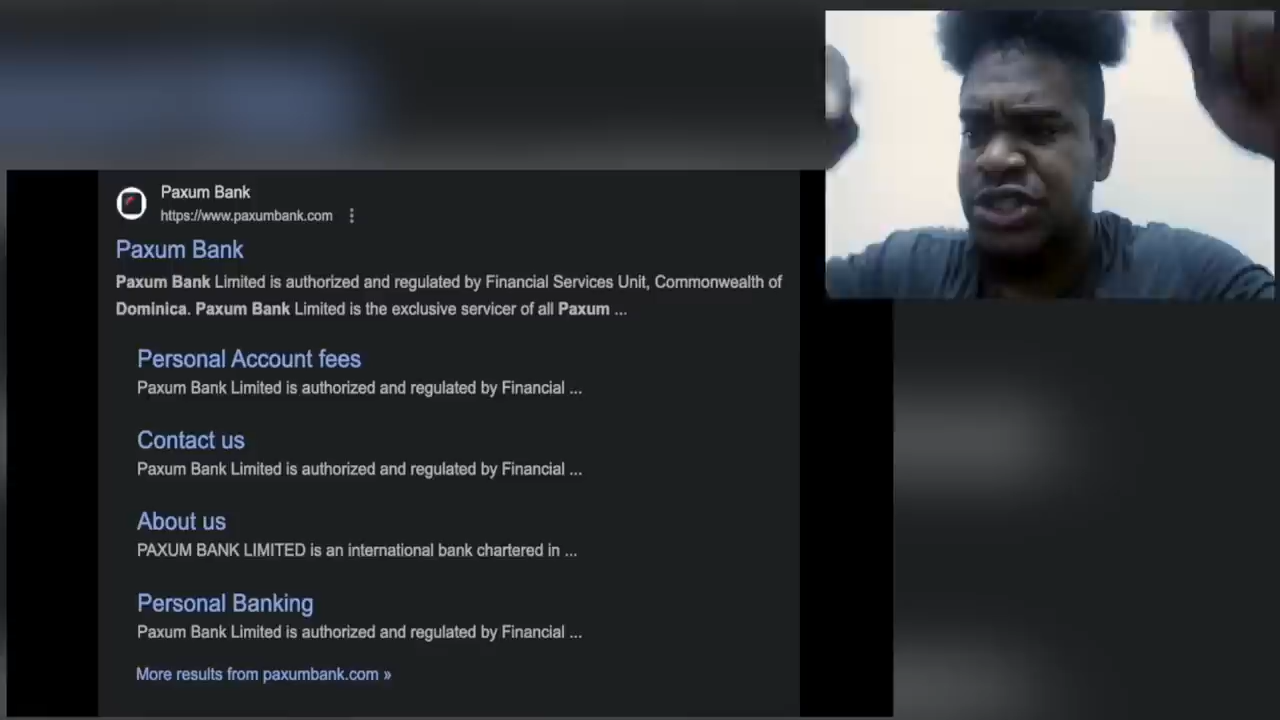 Paxum Bank
https://www.paxumbank.com
Paxum Bank
Paxum Bank Limited is authorized and regulated by Financial Services Unit, Commonwealth of
Dominica. Paxum Bank Limited is the exclusive servicer of all Paxum ...
Personal Account fees
Paxum Bank Limited is authorized and regulated by Financial ...
Contact us
Paxum Bank Limited is authorized and regulated by Financial ...
About us
PAXUM BANK LIMITED is an international bank chartered in ...
Personal Banking
Paxum Bank Limited is authorized and regulated by Financial ...
More results from paxumbank.com »